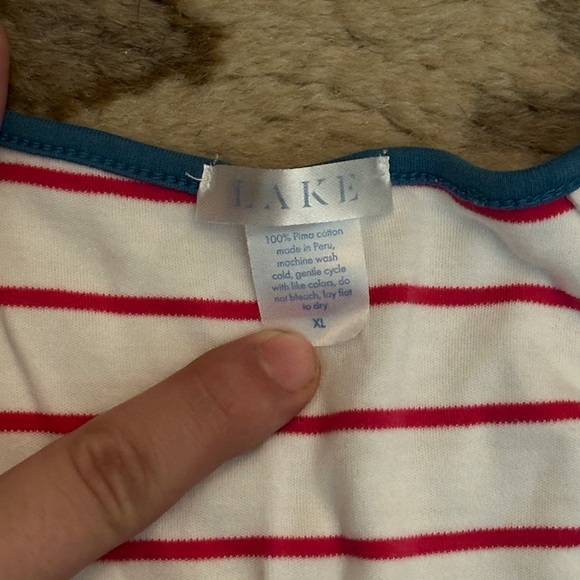 LAKE
100% Pima cotton
made in Peru,
machine wash
cold, gentle cycle
with like colors, do
not bleach, lay flat
to dry
XL